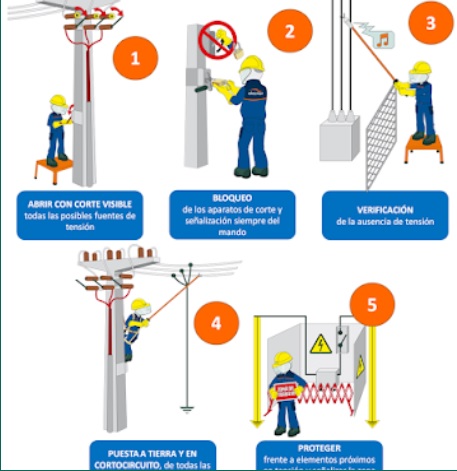 1
2
3
ABRIR CON CORTE VISIBLE
todas las posibles fuentes de
tensión
BLOQUEO
de los aparatos de corte y
señalización siempre del
mando
VERIFICACIÓN
de la ausencia de tensión
4
5
PUESTA A TIERRA Y EN
CORTOCIRCUITO, de todas las
PROTEGER
frente a elementos próximos